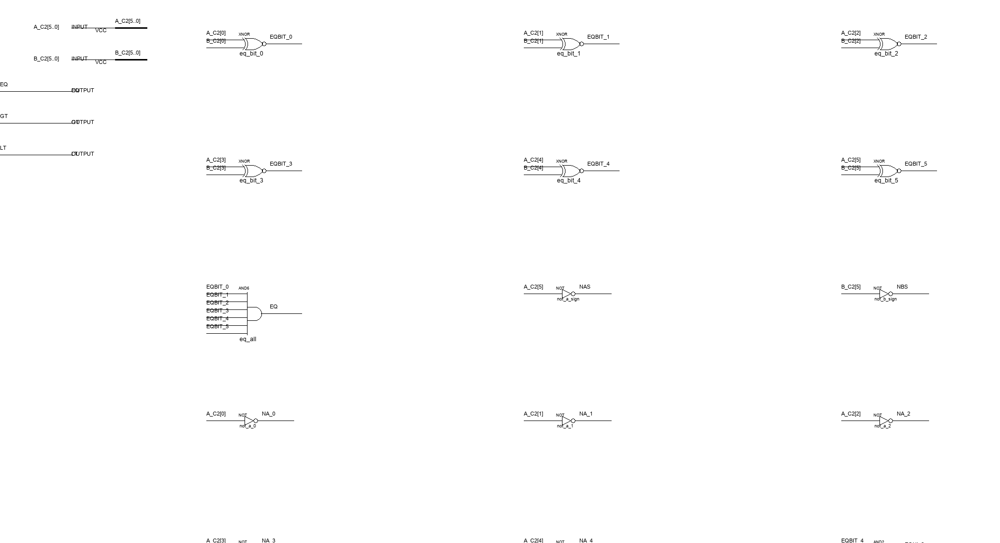 A_C2[5..0] INPUT VCC A_C2[5..0]
B_C2[5..0] INPUT VCC B_C2[5..0]
EQ EQ OUTPUT
GT GT OUTPUT
LT LT OUTPUT
A_C2[0] XNOR EQBIT_0
B_C2[0]
eq_bit_0
A_C2[1] XNOR EQBIT_1
B_C2[1]
eq_bit_1
A_C2[2] XNOR EQBIT_2
B_C2[2]
eq_bit_2
A_C2[3] XNOR EQBIT_3
B_C2[3]
eq_bit_3
A_C2[4] XNOR EQBIT_4
B_C2[4]
eq_bit_4
A_C2[5] XNOR EQBIT_5
B_C2[5]
eq_bit_5
EQBIT_0 AND6
EQBIT_1
EQBIT_2 EQ
EQBIT_3
EQBIT_4
EQBIT_5
eq_all
A_C2[5] NOT NAS
not_a_sign
B_C2[5] NOT NBS
not_b_sign
A_C2[0] NOT NA_0
not_a_0
A_C2[1] NOT NA_1
not_a_1
A_C2[2] NOT NA_2
not_a_2
A_C2[3] NOT NA_3
A_C2[4] NOT NA_4
EQBIT_4 AND2